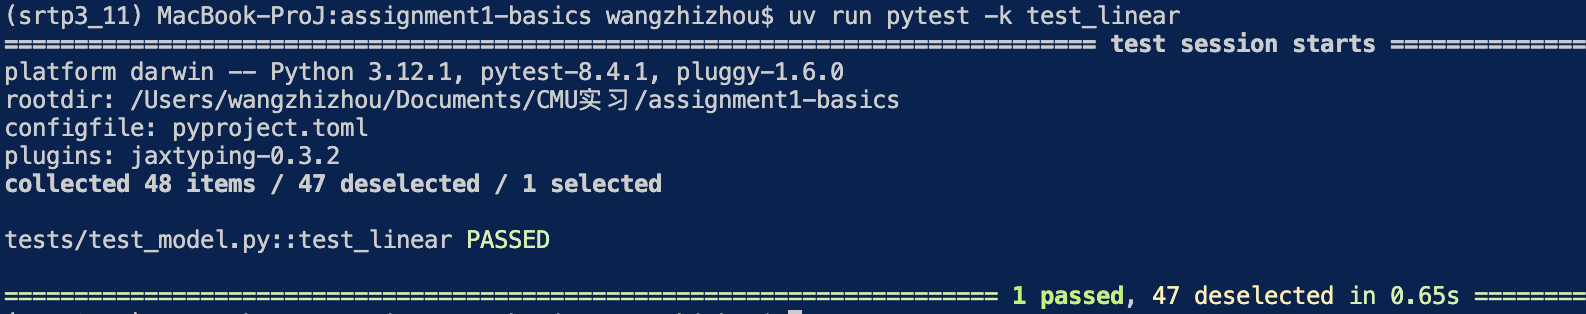 (srtp3_11) MacBook-ProJ:assignment1-basics wangzhizhou$ uv run pytest -k test_linear
============================================================================== test session starts ==============
platform darwin -- Python 3.12.1, pytest-8.4.1, pluggy-1.6.0
rootdir: /Users/wangzhizhou/Documents/CMU实习/assignment1-basics
configfile: pyproject.toml
plugins: jaxtyping-0.3.2
collected 48 items / 47 deselected / 1 selected
tests/test_model.py::test_linear PASSED
======================================================================= 1 passed, 47 deselected in 0.65s ========